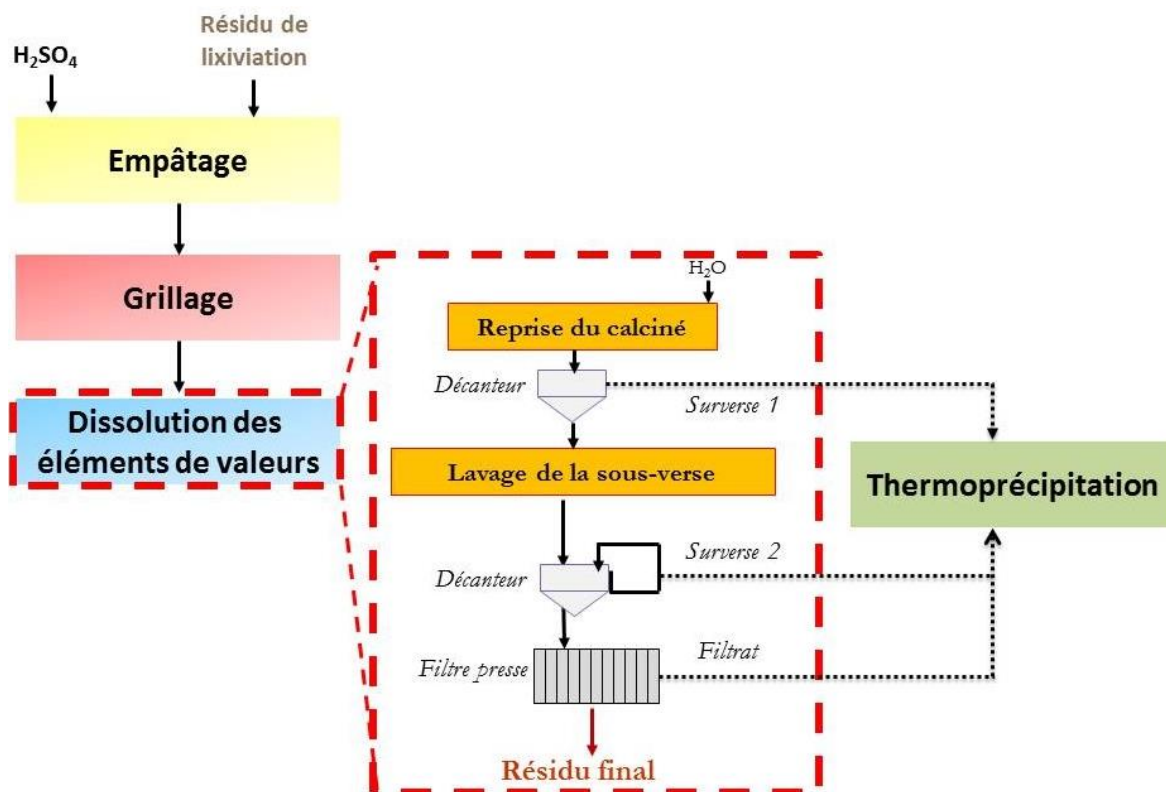 Résidu de
lixiviation
H₂SO₄
Empâtage
Grillage
Dissolution des
éléments de valeurs
H₂O
Reprise du calciné
Décanteur
Surverse 1
Lavage de la sous-verse
Thermoprécipitation
Surverse 2
Décanteur
Filtrat
Filtre presse
Résidu final